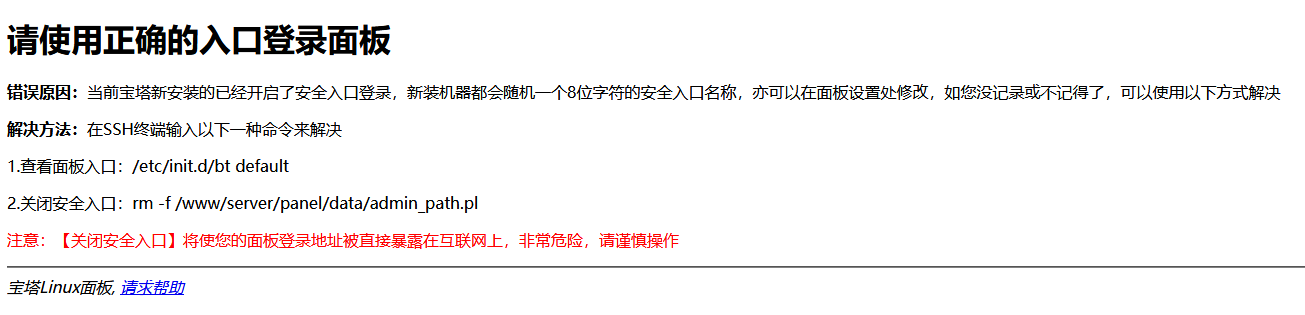 请使用正确的入口登录面板
错误原因：当前宝塔新安装的已经开启了安全入口登录，新装机器都会随机一个8位字符的安全入口名称，亦可以在面板设置处修改，如您没记录或不记得了，可以使用以下方式解决
解决方法：在SSH终端输入以下一种命令来解决
1.查看面板入口：/etc/init.d/bt default
2.关闭安全入口：rm -f /www/server/panel/data/admin_path.pl
注意：【关闭安全入口】将使您的面板登录地址被直接暴露在互联网上，非常危险，请谨慎操作
宝塔Linux面板, 请求帮助